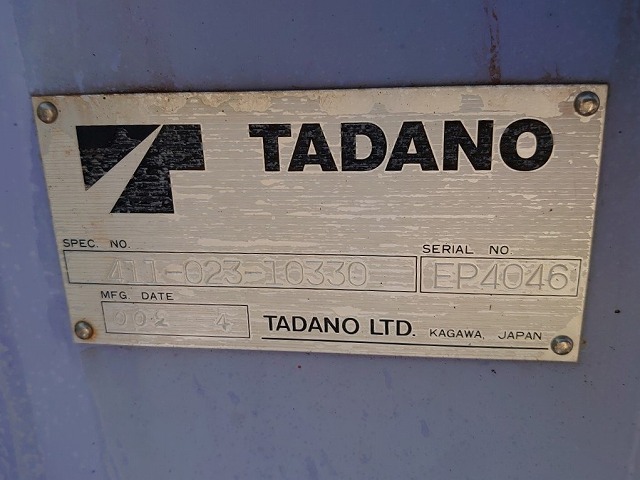 TADANO
SPEC. NO. SERIAL NO.
411-023-10330 EP4046
MFG. DATE
TADANO LTD. KAGAWA, JAPAN